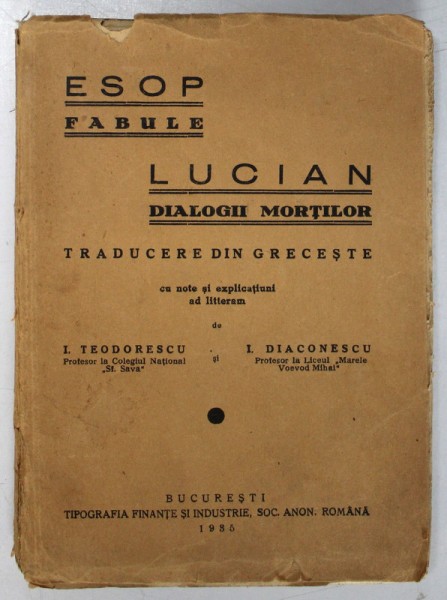 ESOP
FABULE
LUCIAN
DIALOGII MORȚILOR
TRADUCERE DIN GRECEȘTE
cu note și explicațiuni
ad litteram
de
I. TEODORESCU
Profesor la Colegiul Național
„Sf. Sava"
și
I. DIACONESCU
Profesor la Liceul „Marele
Voevod Mihai"
BUCUREȘTI
TIPOGRAFIA FINANȚE ȘI INDUSTRIE, SOC. ANON. ROMÂNĂ
1935